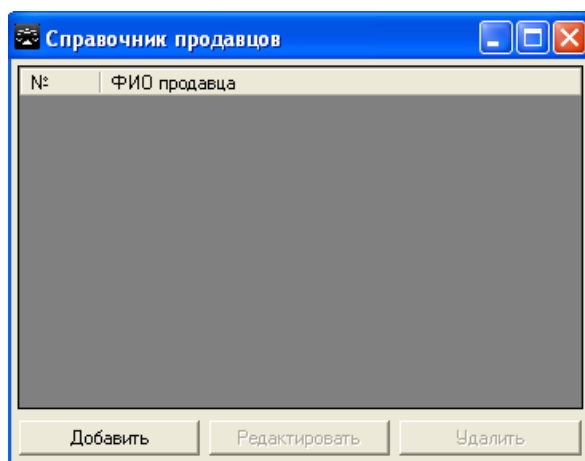 Справочник продавцов
№ ФИО продавца
Добавить Редактировать Удалить